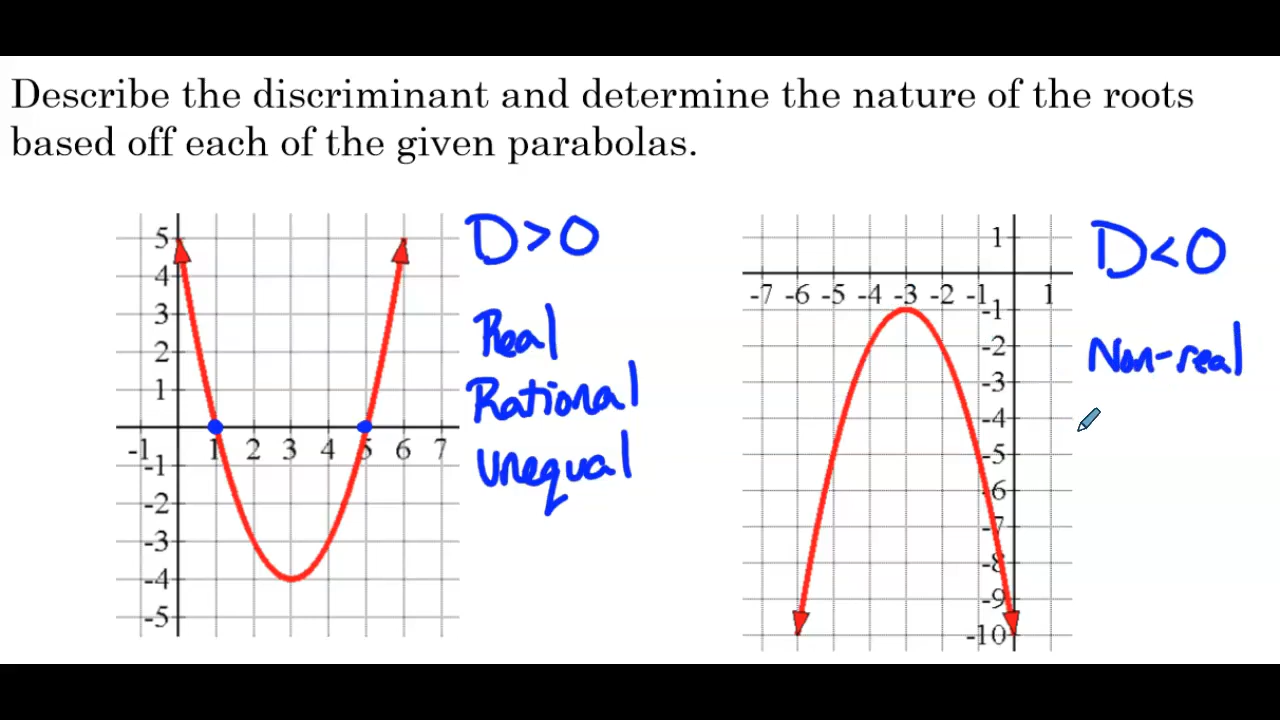 Describe the discriminant and determine the nature of the roots
based off each of the given parabolas.
5
4
3
2
1
-1 1 2 3 4 5 6 7
-1
-2
-3
-4
-5
D>0
Real
Rational
Unequal
1
-7 -6 -5 -4 -3 -2 -1 1
-1
-2
-3
-4
-5
-6
-7
-8
-9
-10
D<0
Non-real